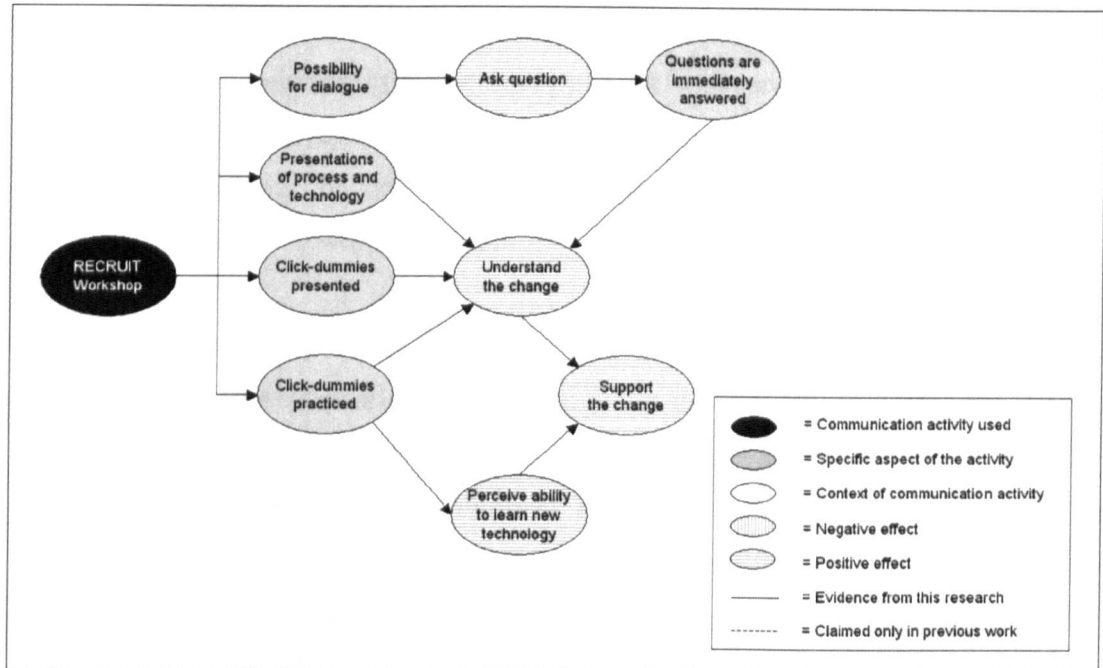 Possibility
for dialogue
Ask question
Questions are
immediately
answered
Presentations
of process and
technology
RECRUIT
Workshop
Click-dummies
presented
Understand
the change
Click-dummies
practiced
Support
the change
Perceive ability
to learn new
technology
= Communication activity used
= Specific aspect of the activity
= Context of communication activity
= Negative effect
= Positive effect
= Evidence from this research
= Claimed only in previous work